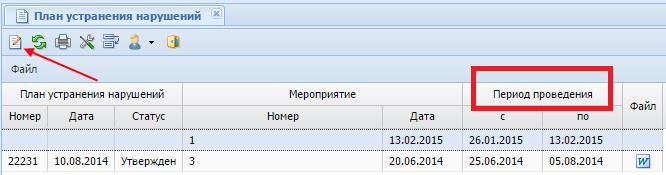 План устранения нарушений
Файл
План устранения нарушений Мероприятие Период проведения Файл
Номер Дата Статус Номер Дата с по
1 13.02.2015 26.01.2015 13.02.2015
22231 10.08.2014 Утвержден 3 20.06.2014 25.06.2014 05.08.2014